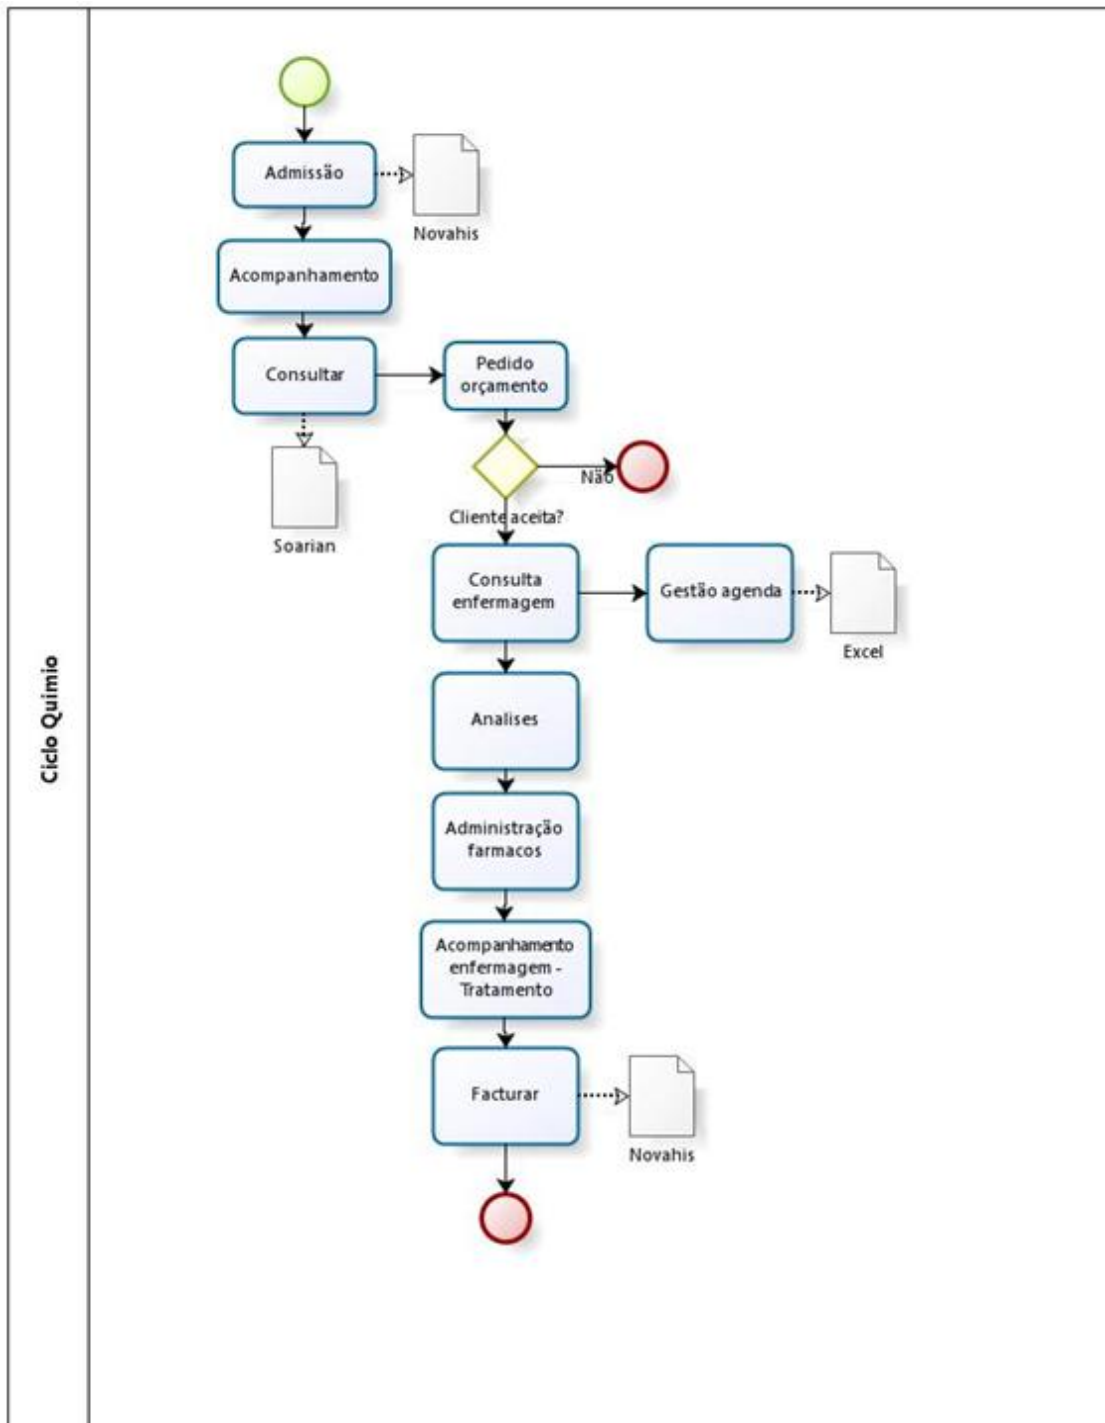 Ciclo Quimio
Admissão
Novahis
Acompanhamento
Consultar
Pedido
orçamento
Soarian
Não
Cliente aceita?
Consulta
enfermagem
Gestão agenda
Excel
Analises
Administração
farmacos
Acompanhamento
enfermagem -
Tratamento
Facturar
Novahis